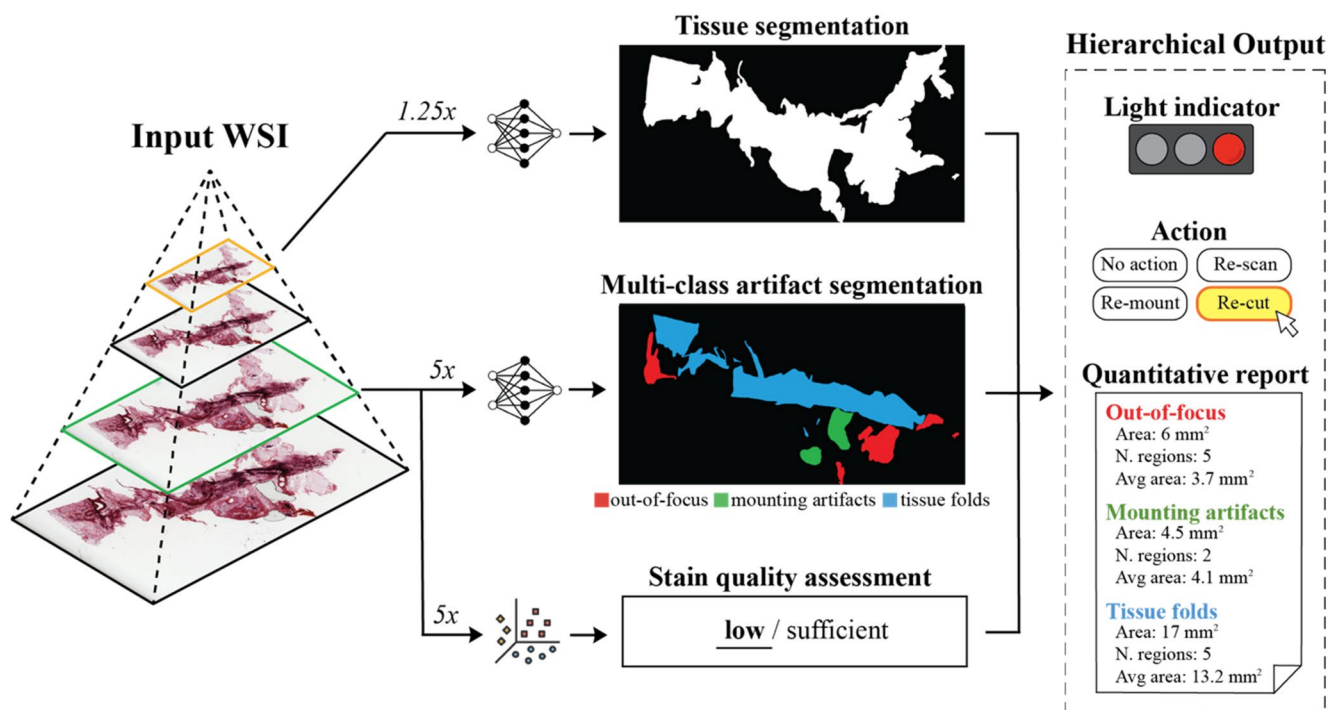 Input WSI
1.25x
5x
5x
Tissue segmentation
Multi-class artifact segmentation
out-of-focus mounting artifacts tissue folds
Stain quality assessment
low / sufficient
Hierarchical Output
Light indicator
Action
No action Re-scan
Re-mount Re-cut
Quantitative report
Out-of-focus
Area: 6 mm²
N. regions: 5
Avg area: 3.7 mm²
Mounting artifacts
Area: 4.5 mm²
N. regions: 2
Avg area: 4.1 mm²
Tissue folds
Area: 17 mm²
N. regions: 5
Avg area: 13.2 mm²